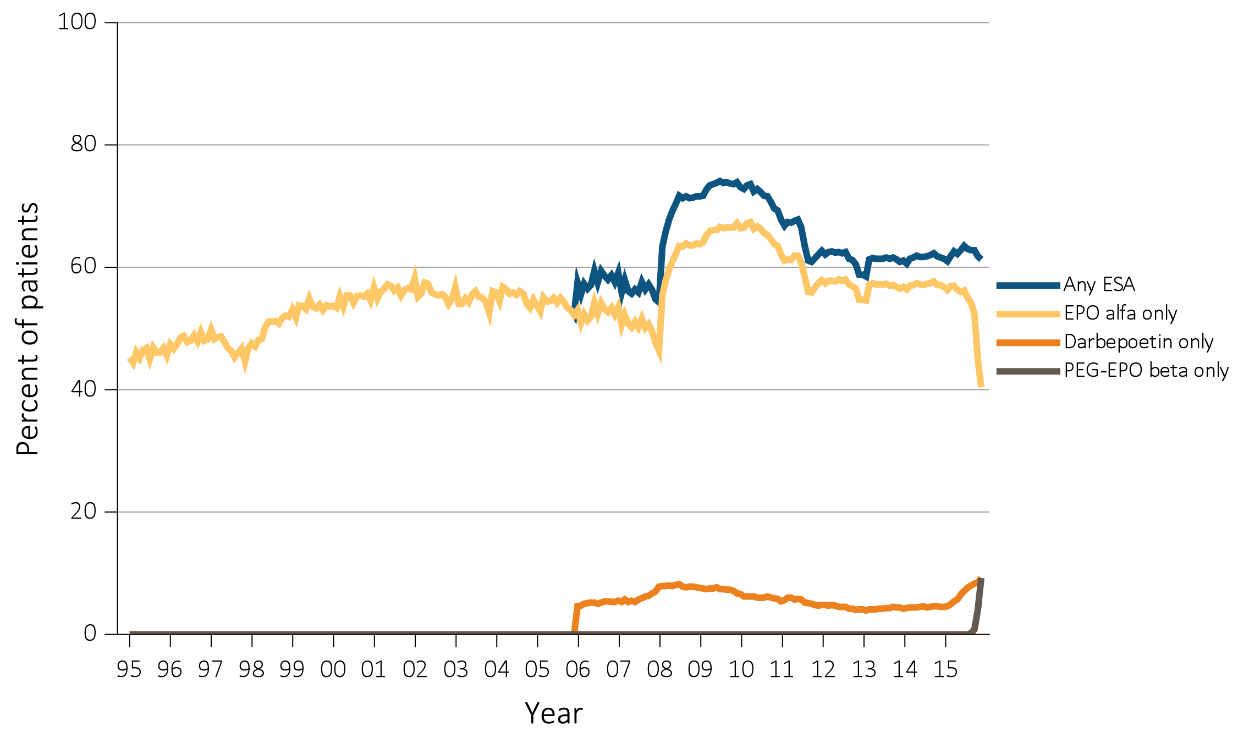 100
80
60
40
20
0
Percent of patients
95 96 97 98 99 00 01 02 03 04 05 06 07 08 09 10 11 12 13 14 15
Year
Any ESA
EPO alfa only
Darbepoetin only
PEG-EPO beta only